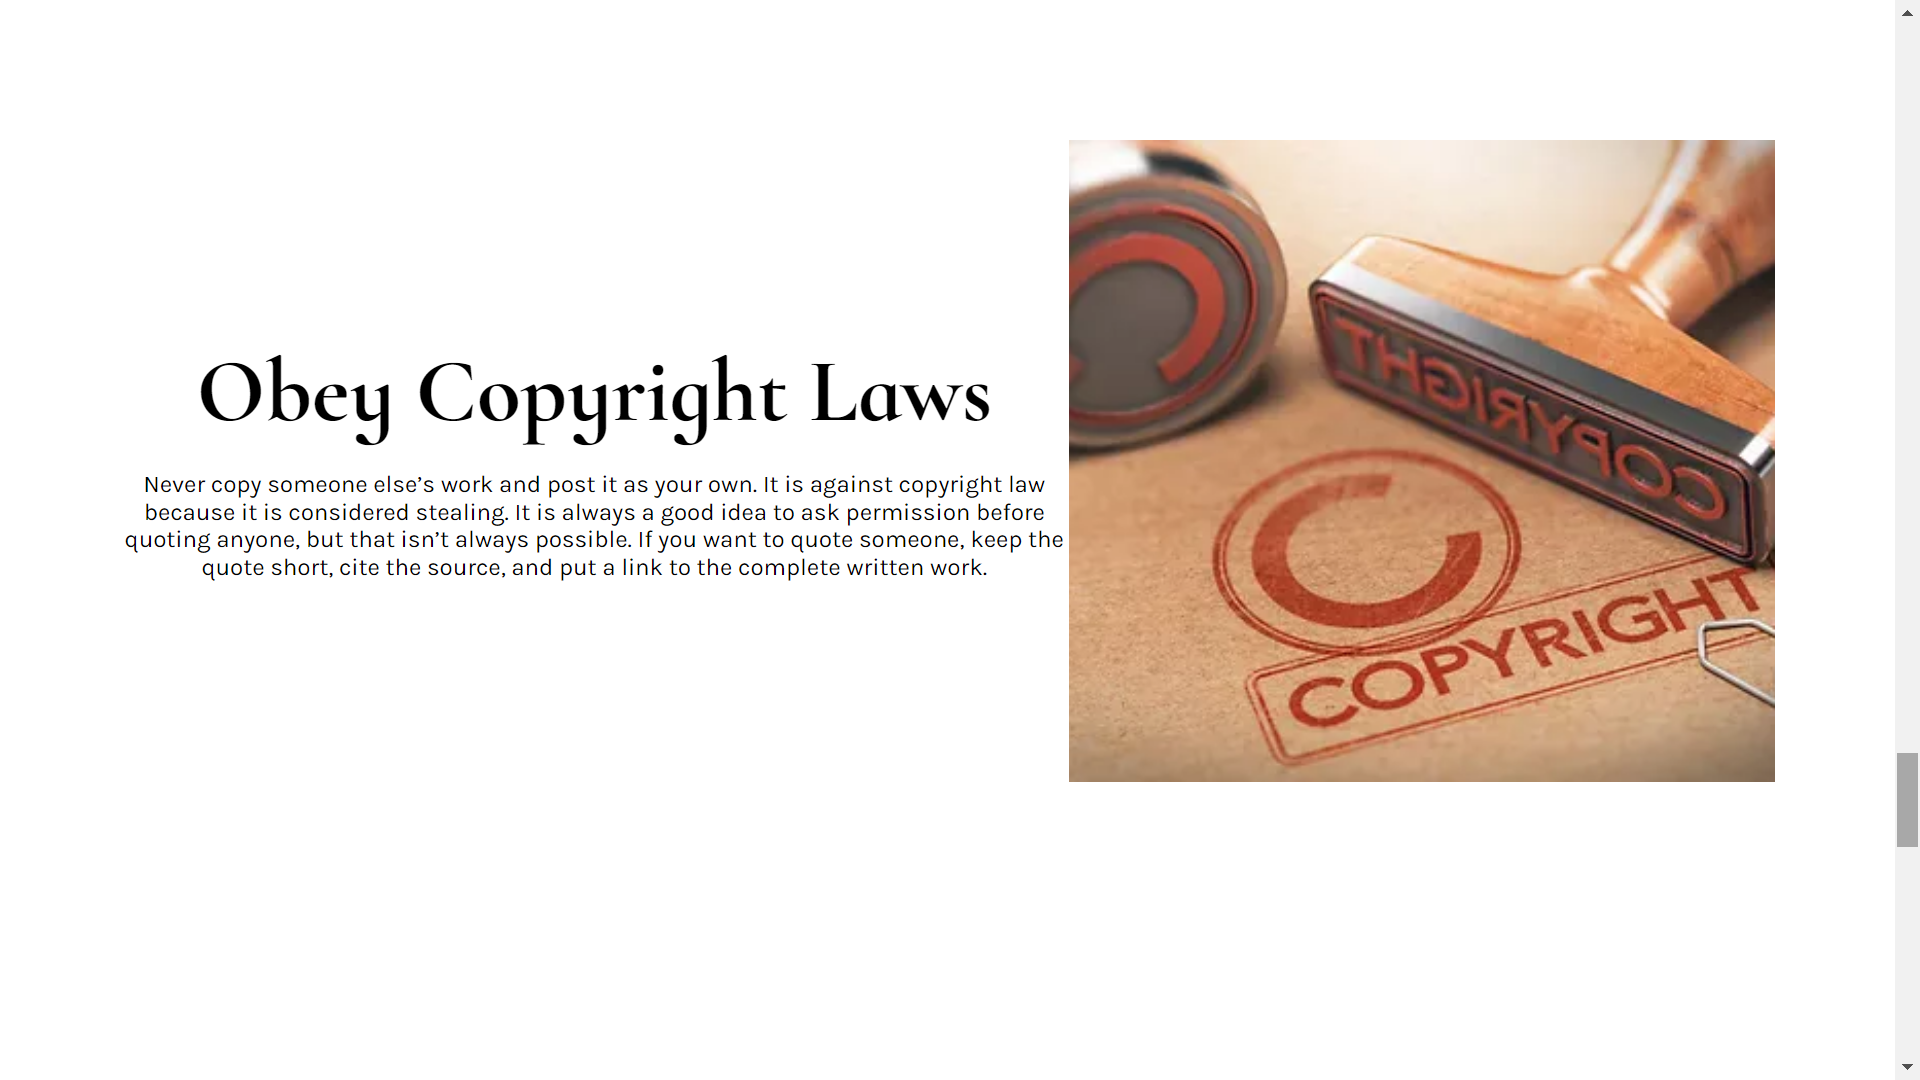 Obey Copyright Laws
Never copy someone else’s work and post it as your own. It is against copyright law
because it is considered stealing. It is always a good idea to ask permission before
quoting anyone, but that isn’t always possible. If you want to quote someone, keep the
quote short, cite the source, and put a link to the complete written work.
COPYRIGHT
C
COPYRIGHT